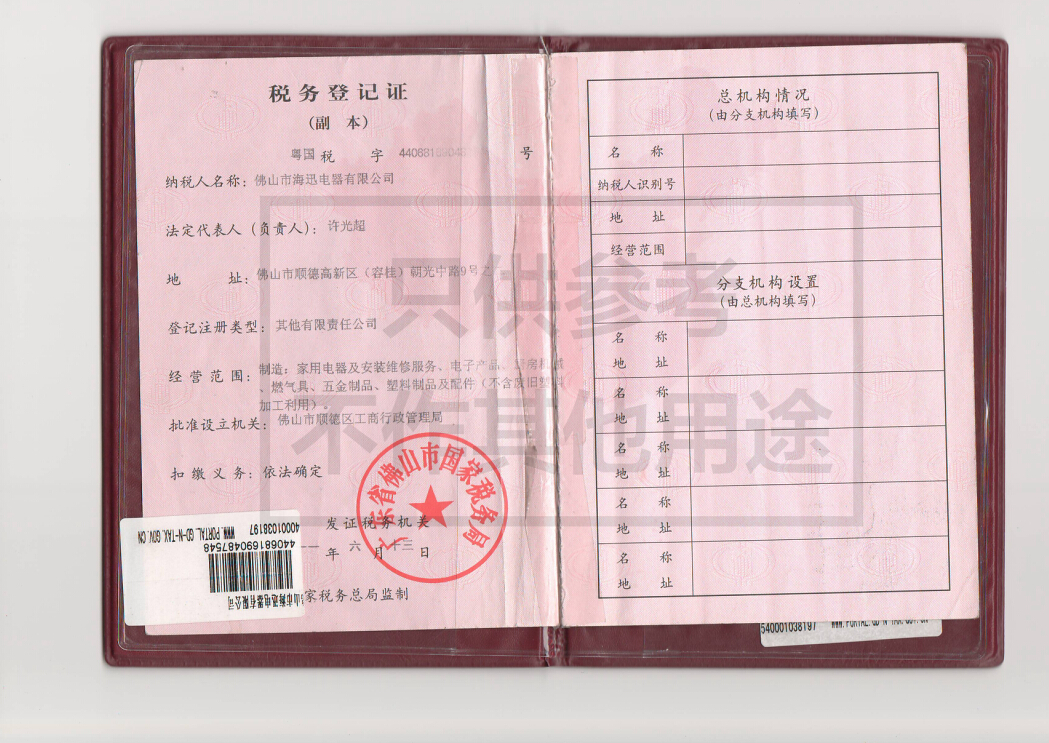 税务登记证
(副 本)
粤国 税 字 44068169048 号
纳税人名称: 佛山市海迅电器有限公司
法定代表人(负责人): 许光超
地 址: 佛山市顺德高新区(容桂)朝光中路9号之
登记注册类型: 其他有限责任公司
经营范围: 制造:家用电器及安装维修服务、电子产品、厨房机械
、燃气具、五金制品、塑料制品及配件(不含废旧塑料
加工利用)
批准设立机关: 佛山市顺德区工商行政管理局
扣缴义务: 依法确定
广东省佛山市国家税务局
发证税务机关
年 六 月 十三 日
家税务总局监制
40001038197 WWW.PORTAL.GD-N-TAX.GOV.CN
4406816904875​48
山市海迅电器有限公司
总机构情况
(由分支机构填写)
名 称
纳税人识别号
地 址
经营范围
分支机构设置
(由总机构填写)
名 称
地 址
名 称
地 址
名 称
地 址
名 称
地 址
名 称
地 址
540001038197 WWW.PORTAL.GD-N-TAX.GOV.CN
只供参考
不作其他用途